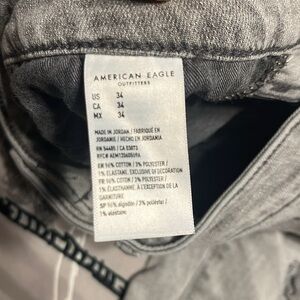 AMERICAN EAGLE
OUTFITTERS
US 34
CA 34
MX 34
MADE IN JORDAN / FABRIQUÉ EN
JORDANIE / HECHO EN JORDANIA
RN 54485 / CA 03073
EN 96% COTTON / 3% POLYESTER /
1% ELASTANE, EXCLUSIVE OF DECORATION
FR 96% COTON / 3% POLYESTER /
1% ÉLASTHANNE, À L'EXCEPTION DE LA
GARNITURE
SP 96% algodón / 3% poliéster /
1% elastano